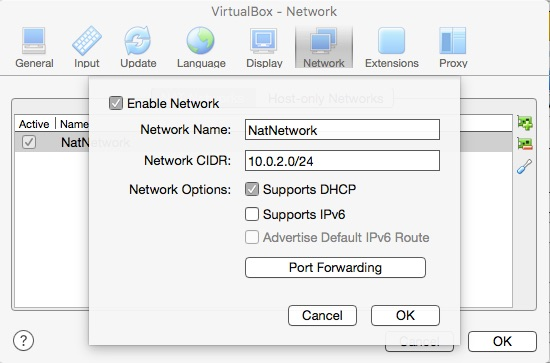 VirtualBox - Network
General Input Update Language Display Network Extensions Proxy
Host-only Networks
Enable Network
Active Name
Network Name: NatNetwork
NatNetwork
Network CIDR: 10.0.2.0/24
Network Options: Supports DHCP
Supports IPv6
Advertise Default IPv6 Route
Port Forwarding
Cancel OK
? Cancel OK